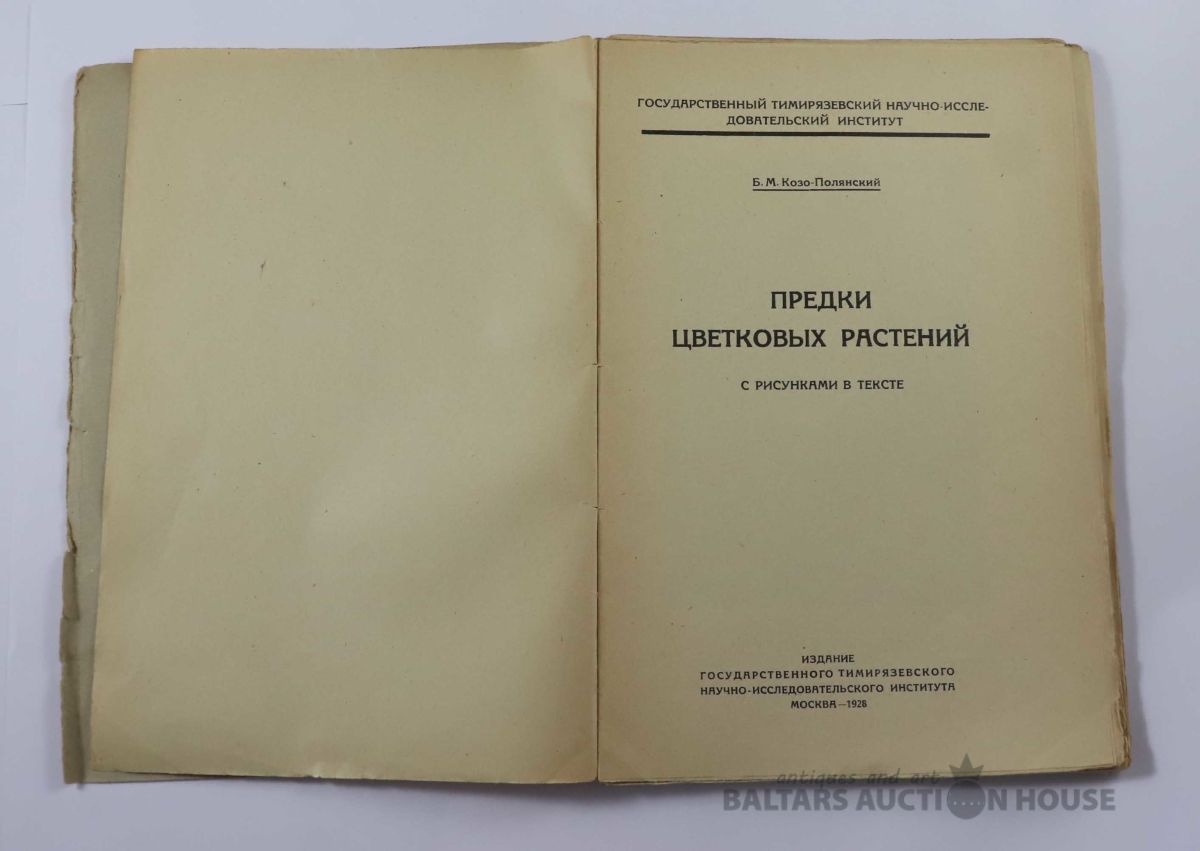 ГОСУДАРСТВЕННЫЙ ТИМИРЯЗЕВСКИЙ НАУЧНО-ИССЛЕ-
ДОВАТЕЛЬСКИЙ ИНСТИТУТ
Б. М. Козо-Полянский
ПРЕДКИ
ЦВЕТКОВЫХ РАСТЕНИЙ
С РИСУНКАМИ В ТЕКСТЕ
ИЗДАНИЕ
ГОСУДАРСТВЕННОГО ТИМИРЯЗЕВСКОГО
НАУЧНО-ИССЛЕДОВАТЕЛЬСКОГО ИНСТИТУТА
МОСКВА—1928
antiques and art
BALTARS AUCTION HOUSE